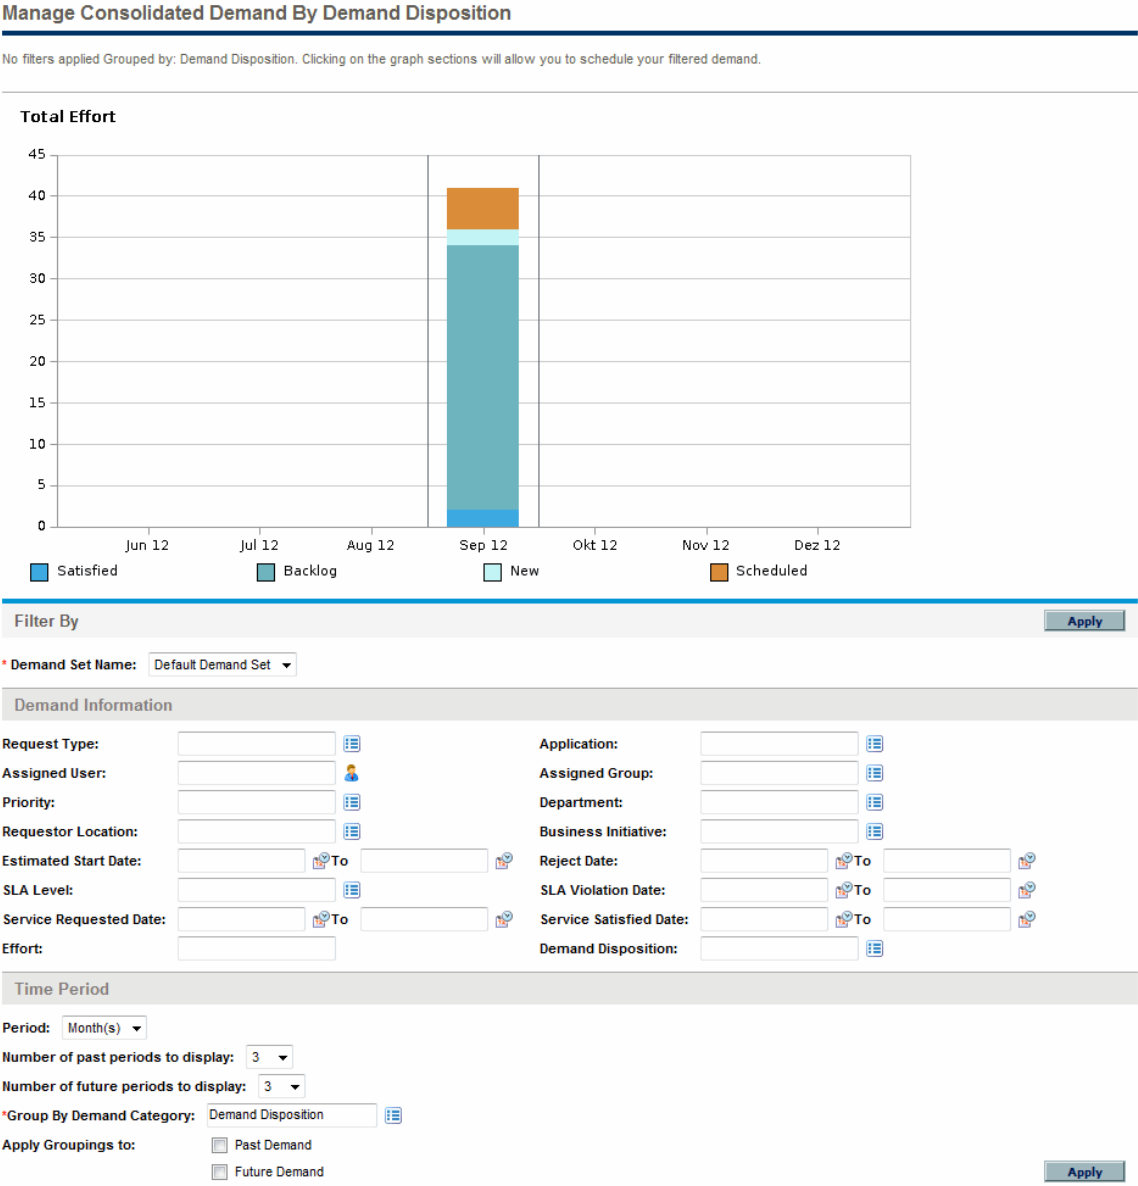 Manage Consolidated Demand By Demand Disposition
No filters applied Grouped by: Demand Disposition. Clicking on the graph sections will allow you to schedule your filtered demand.
Total Effort
45
40
35
30
25
20
15
10
5
0
Jun 12 Jul 12 Aug 12 Sep 12 Okt 12 Nov 12 Dez 12
Satisfied Backlog New Scheduled
Filter By Apply
* Demand Set Name: Default Demand Set
Demand Information
Request Type: Application:
Assigned User: Assigned Group:
Priority: Department:
Requestor Location: Business Initiative:
Estimated Start Date: To Reject Date: To
SLA Level: SLA Violation Date: To
Service Requested Date: To Service Satisfied Date: To
Effort: Demand Disposition:
Time Period
Period: Month(s)
Number of past periods to display: 3
Number of future periods to display: 3
*Group By Demand Category: Demand Disposition
Apply Groupings to: Past Demand
Future Demand Apply